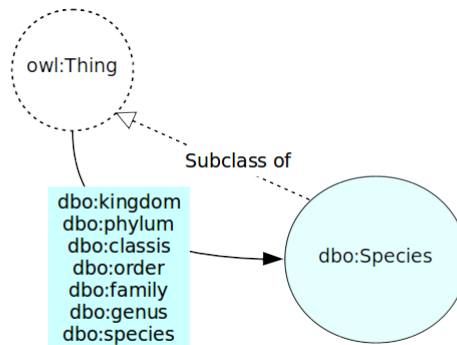 owl:Thing
Subclass of
dbo:kingdom
dbo:phylum
dbo:classis
dbo:order
dbo:family
dbo:genus
dbo:species
dbo:Species